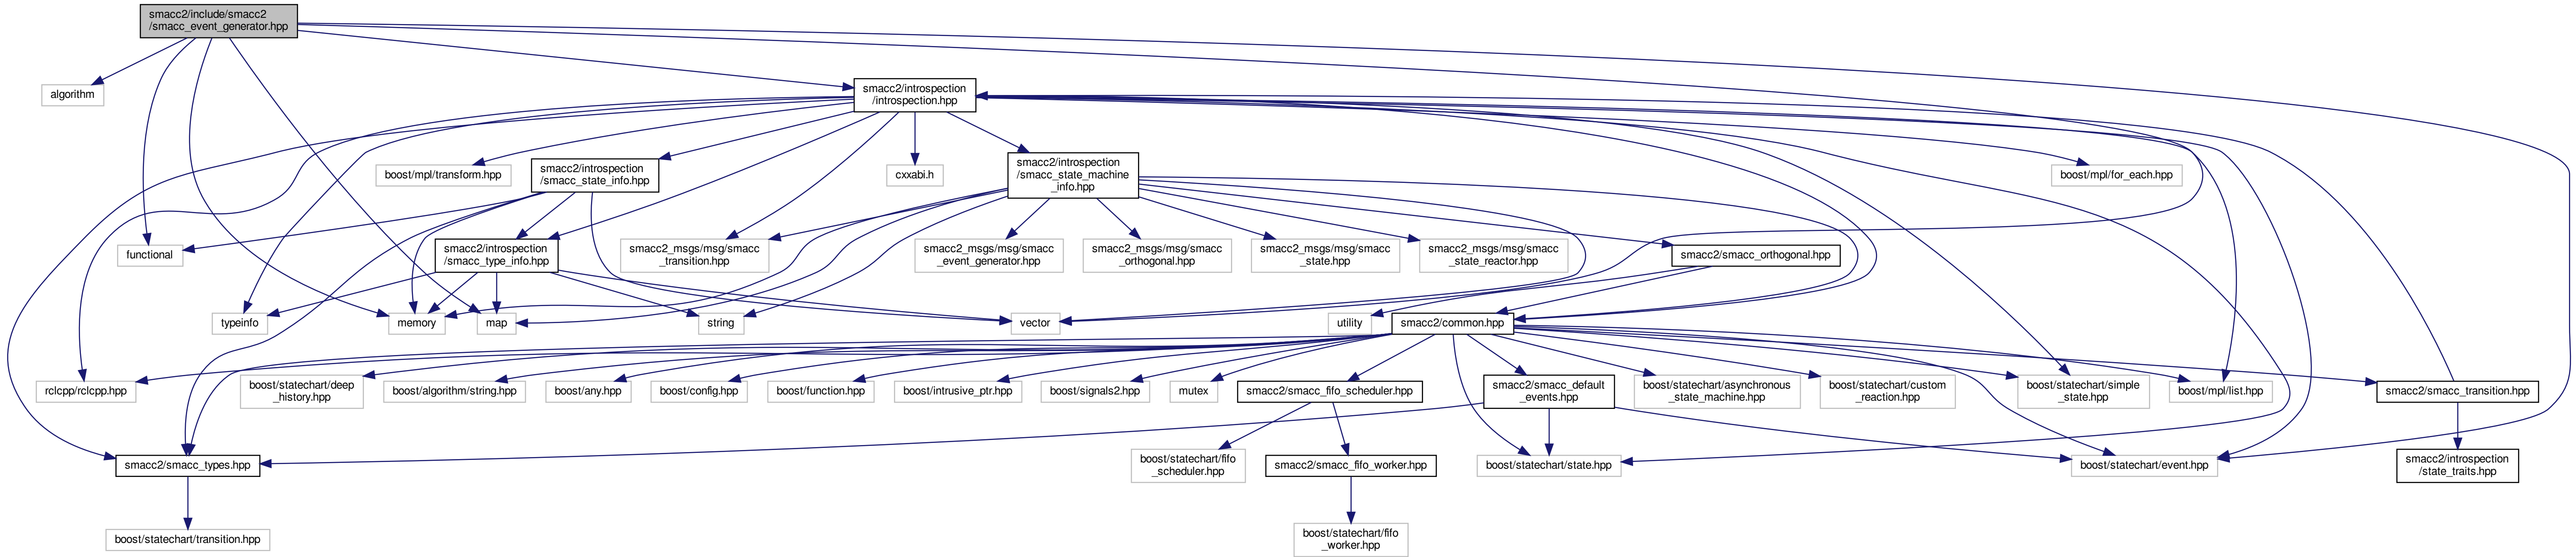 smacc2/include/smacc2
/smacc_event_generator.hpp
algorithm
smacc2/introspection
/introspection.hpp
boost/mpl/transform.hpp
smacc2/introspection
/smacc_state_info.hpp
cxxabi.h
smacc2/introspection
/smacc_state_machine
_info.hpp
boost/mpl/for_each.hpp
functional
smacc2/introspection
/smacc_type_info.hpp
smacc2_msgs/msg/smacc
_transition.hpp
smacc2_msgs/msg/smacc
_event_generator.hpp
smacc2_msgs/msg/smacc
_orthogonal.hpp
smacc2_msgs/msg/smacc
_state.hpp
smacc2_msgs/msg/smacc
_state_reactor.hpp
smacc2/smacc_orthogonal.hpp
typeinfo
memory
map
string
vector
utility
smacc2/common.hpp
rclcpp/rclcpp.hpp
boost/statechart/deep
_history.hpp
boost/algorithm/string.hpp
boost/any.hpp
boost/config.hpp
boost/function.hpp
boost/intrusive_ptr.hpp
boost/signals2.hpp
mutex
smacc2/smacc_fifo_scheduler.hpp
smacc2/smacc_default
_events.hpp
boost/statechart/asynchronous
_state_machine.hpp
boost/statechart/custom
_reaction.hpp
boost/statechart/simple
_state.hpp
boost/mpl/list.hpp
smacc2/smacc_transition.hpp
smacc2/smacc_types.hpp
boost/statechart/fifo
_scheduler.hpp
smacc2/smacc_fifo_worker.hpp
boost/statechart/state.hpp
boost/statechart/event.hpp
smacc2/introspection
/state_traits.hpp
boost/statechart/transition.hpp
boost/statechart/fifo
_worker.hpp